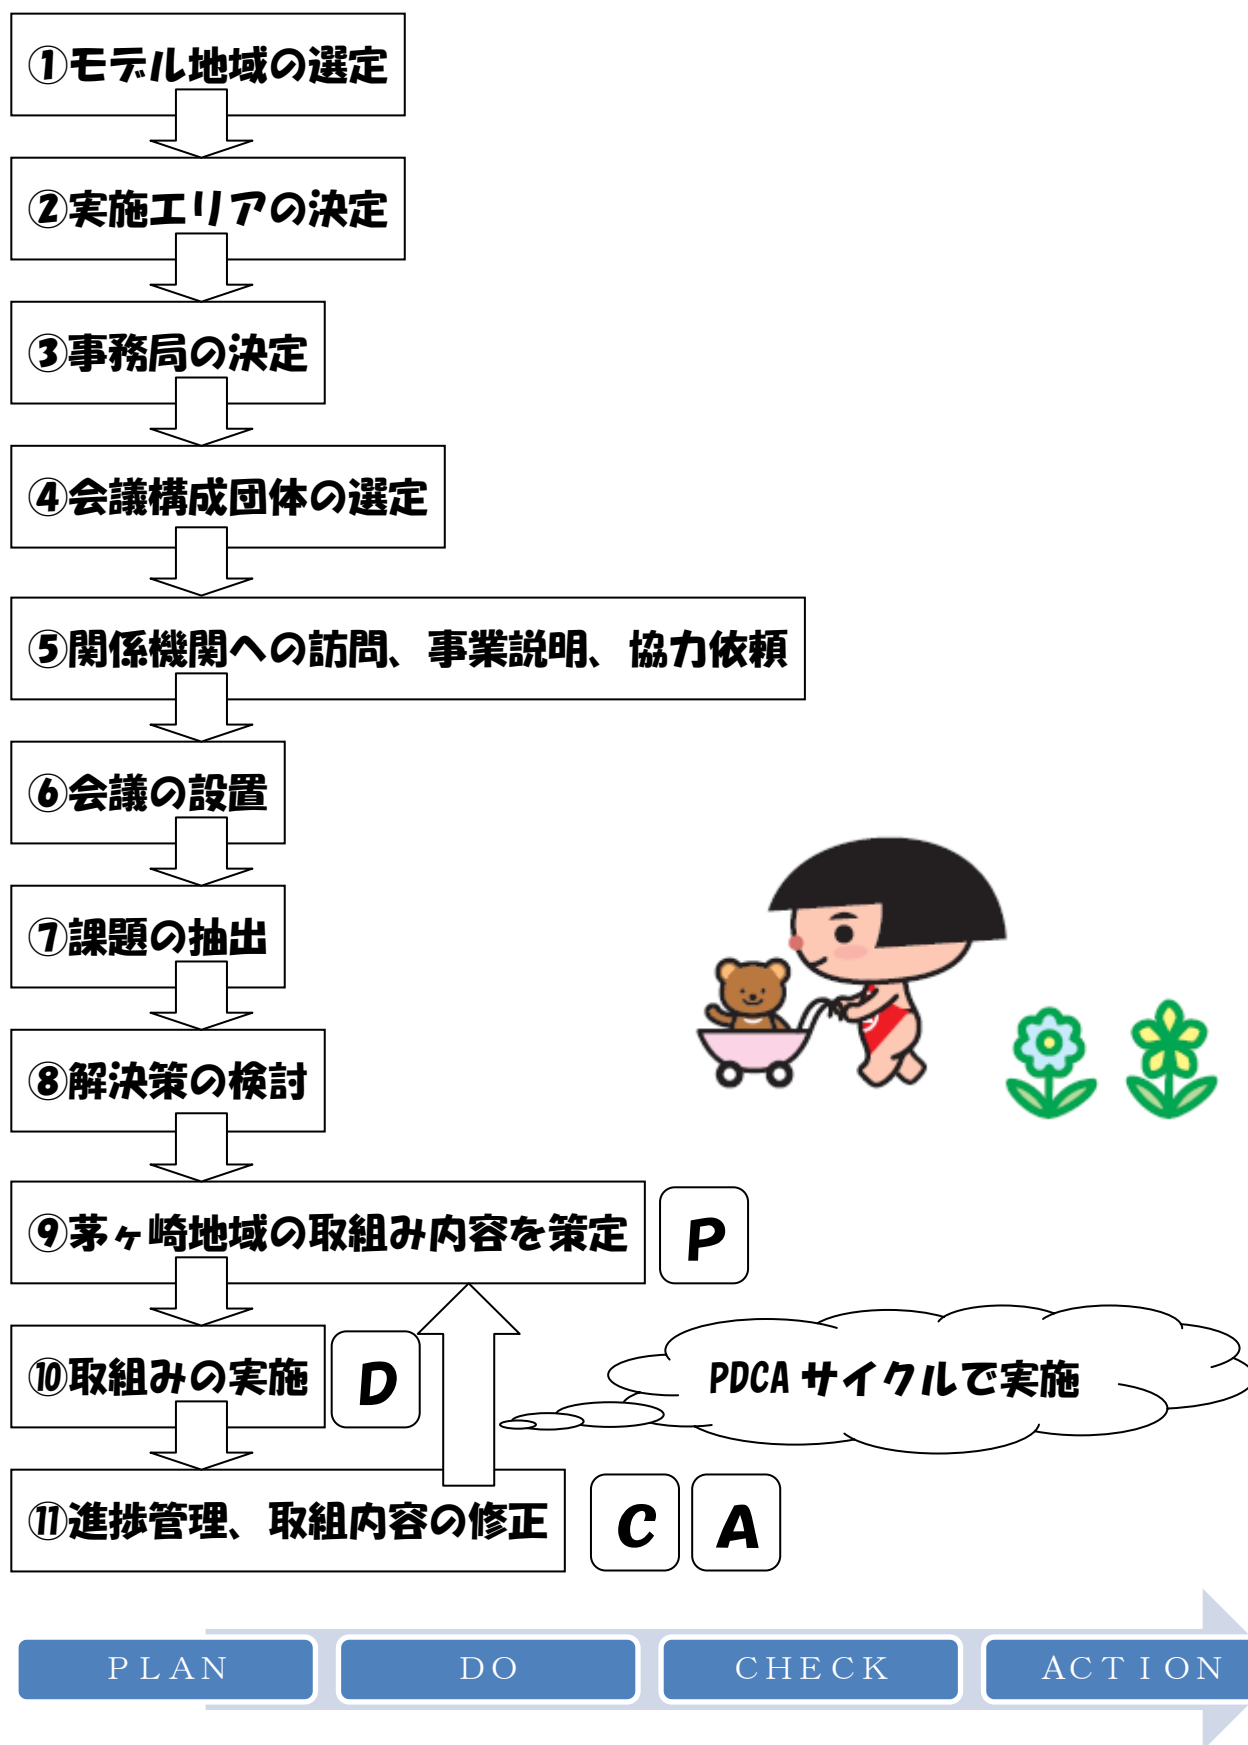 ①モデル地域の選定
②実施エリアの決定
③事務局の決定
④会議構成団体の選定
⑤関係機関への訪問、事業説明、協力依頼
⑥会議の設置
⑦課題の抽出
⑧解決策の検討
⑨茅ヶ崎地域の取組み内容を策定
P
⑩取組みの実施
D
PDCAサイクルで実施
⑪進捗管理、取組内容の修正
C
A
ＰＬＡＮ
ＤＯ
ＣＨＥＣＫ
ＡＣＴＩＯＮ